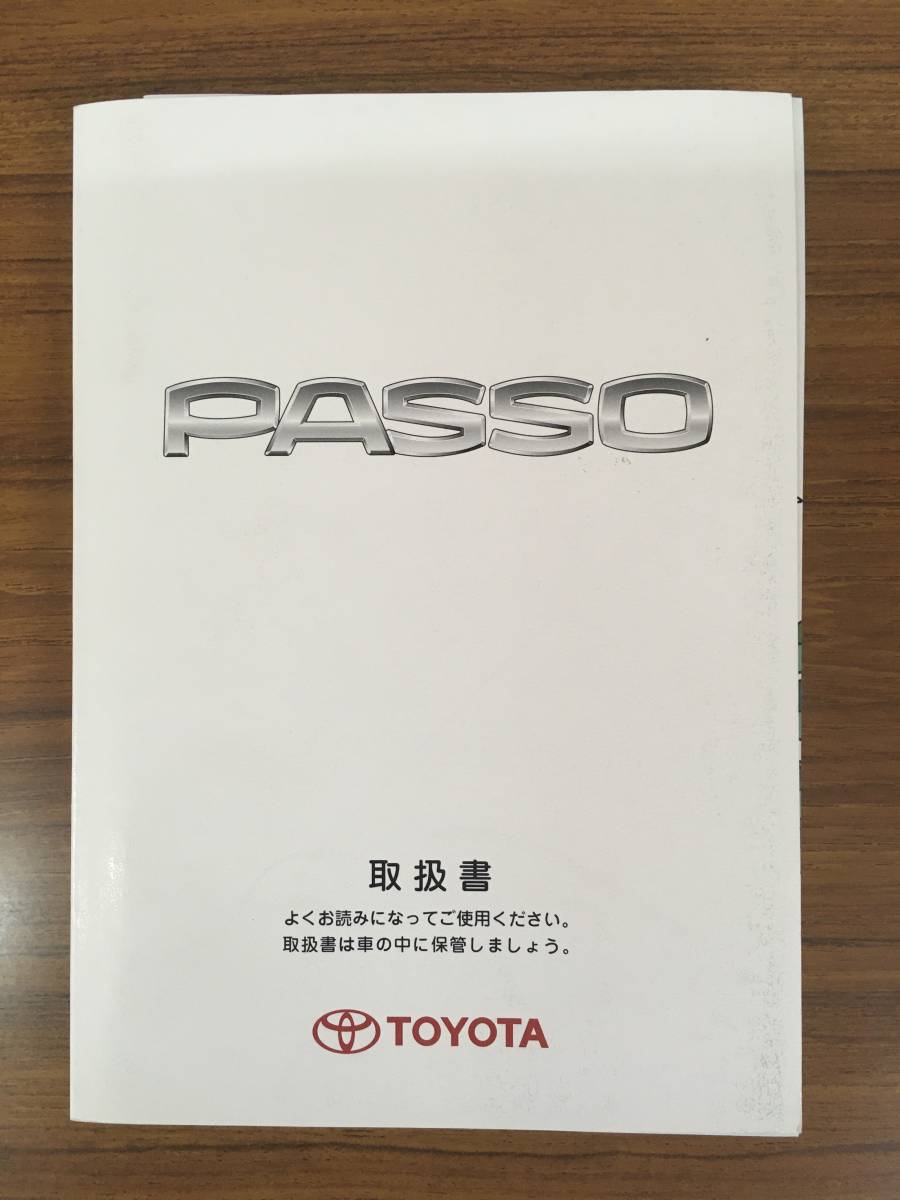 PASSO
取扱書
よくお読みになってご使用ください。
取扱書は車の中に保管しましょう。
TOYOTA